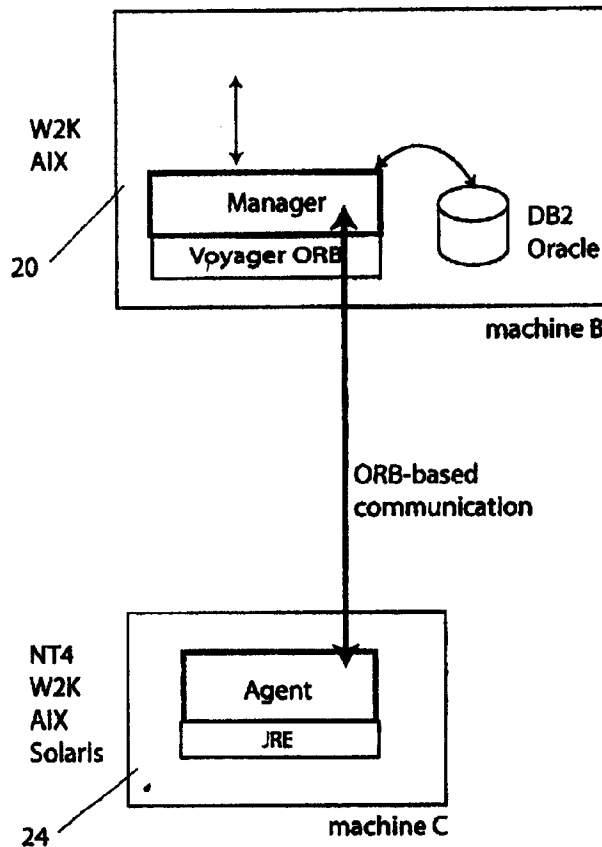 W2K
AIX
Manager
Voyager ORB
DB2
Oracle
20
machine B
ORB-based
communication
NT4
W2K
AIX
Solaris
Agent
JRE
24
machine C